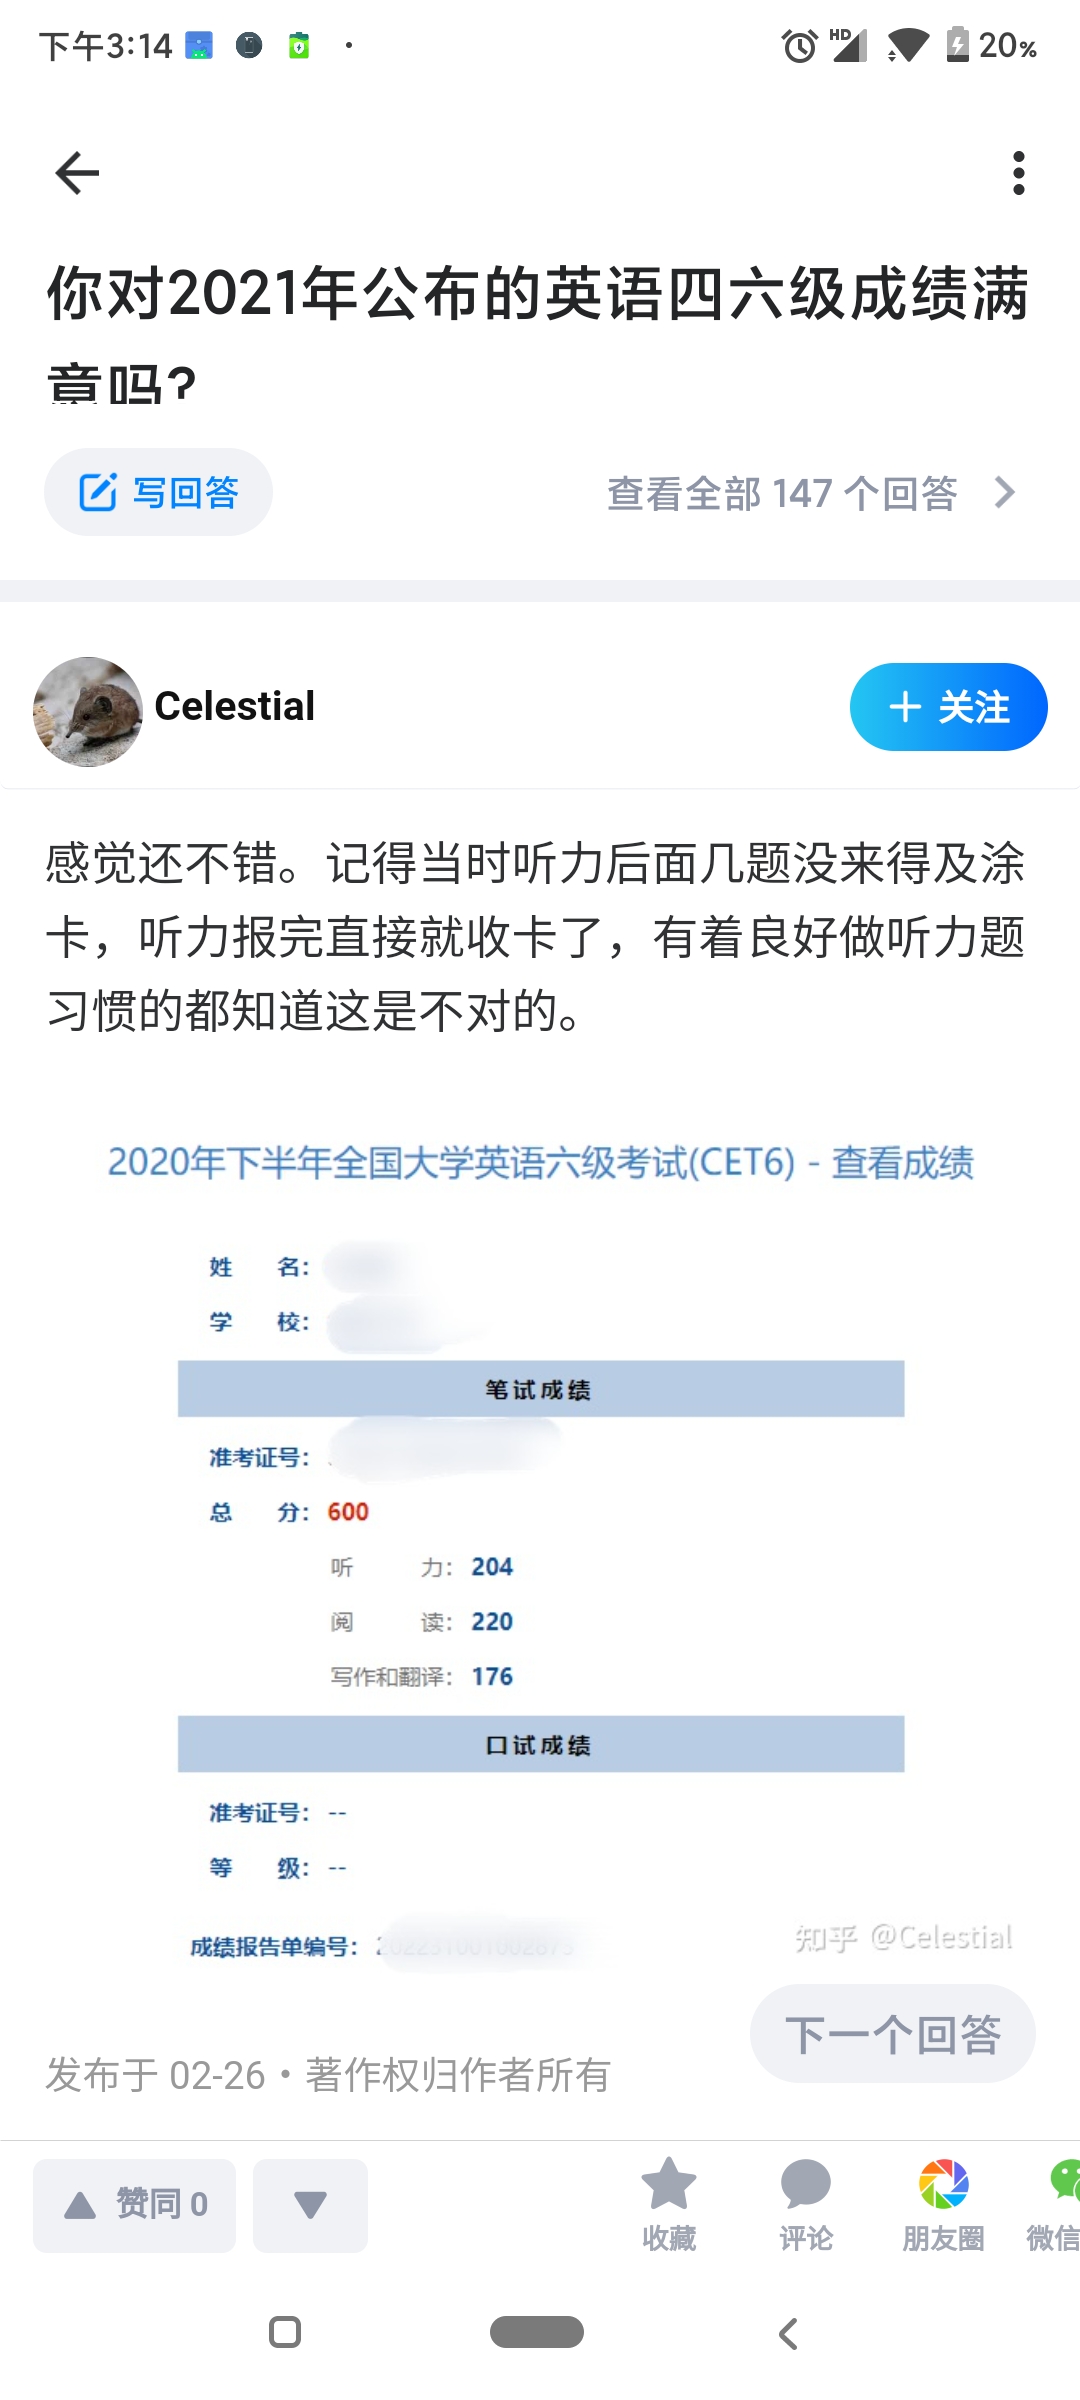 下午3:14
HD
20%
你对2021年公布的英语四六级成绩满
意吗?
写回答
查看全部 147 个回答
Celestial
关注
感觉还不错。记得当时听力后面几题没来得及涂
卡，听力报完直接就收卡了，有着良好做听力题
习惯的都知道这是不对的。
2020年下半年全国大学英语六级考试(CET6) - 查看成绩
姓 名：
学 校：
笔试成绩
准考证号：
总 分：600
听 力：204
阅 读：220
写作和翻译：176
口试成绩
准考证号：--
等 级：--
成绩报告单编号：
知乎 @Celestial
下一个回答
发布于 02-26 · 著作权归作者所有
赞同 0
收藏
评论
朋友圈
微信